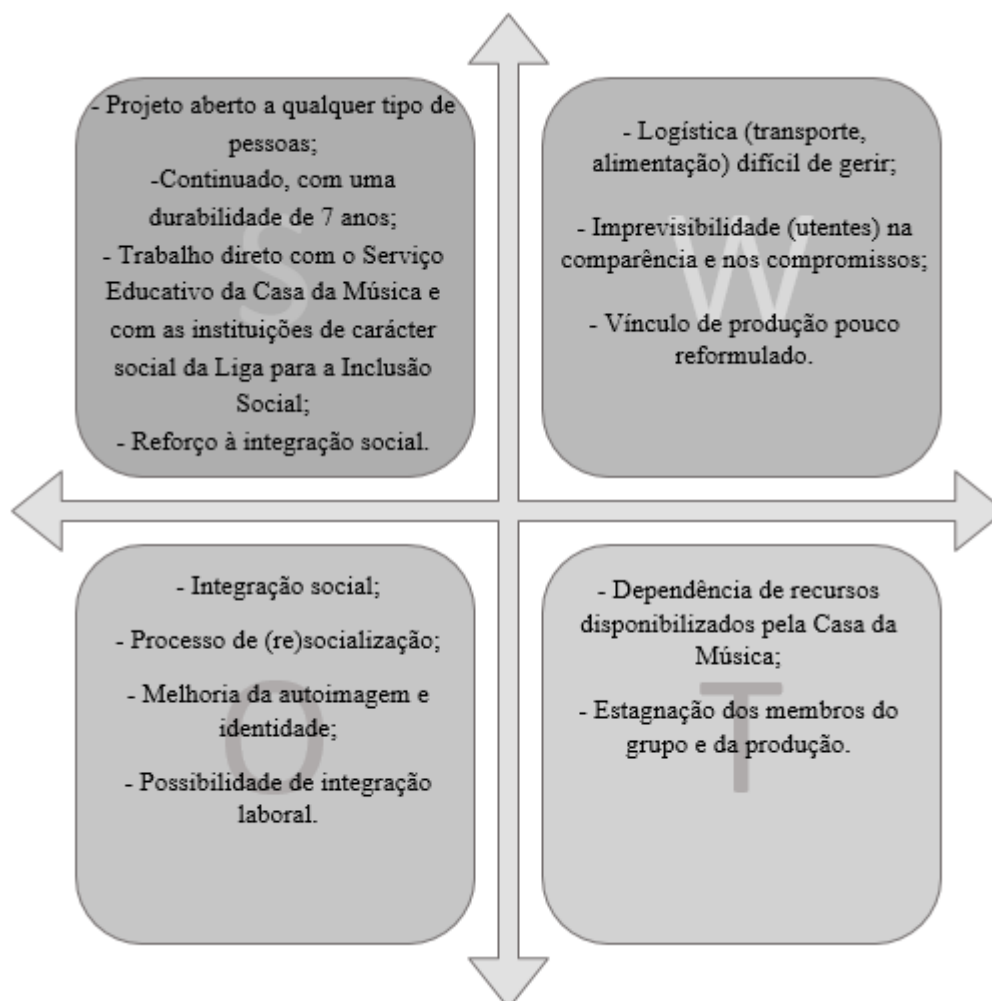 - Projeto aberto a qualquer tipo de
pessoas;
-Continuado, com uma
durabilidade de 7 anos;
- Trabalho direto com o Serviço
Educativo da Casa da Música e
com as instituições de carácter
social da Liga para a Inclusão
Social;
- Reforço à integração social.
S
- Logística (transporte,
alimentação) difícil de gerir;
- Imprevisibilidade (utentes) na
comparência e nos compromissos;
- Vínculo de produção pouco
reformulado.
W
- Integração social;
- Processo de (re)socialização;
- Melhoria da autoimagem e
identidade;
- Possibilidade de integração
laboral.
O
- Dependência de recursos
disponibilizados pela Casa da
Música;
- Estagnação dos membros do
grupo e da produção.
T